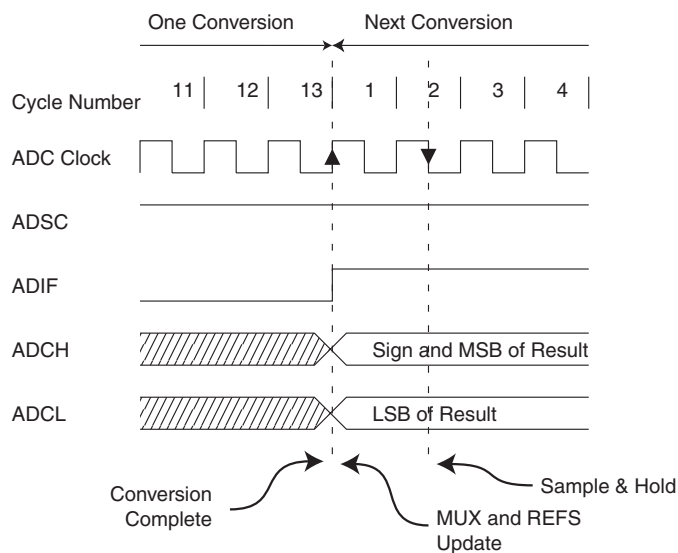 One Conversion
Next Conversion
Cycle Number
11
12
13
1
2
3
4
ADC Clock
ADSC
ADIF
ADCH
Sign and MSB of Result
ADCL
LSB of Result
Conversion
Complete
MUX and REFS
Update
Sample & Hold